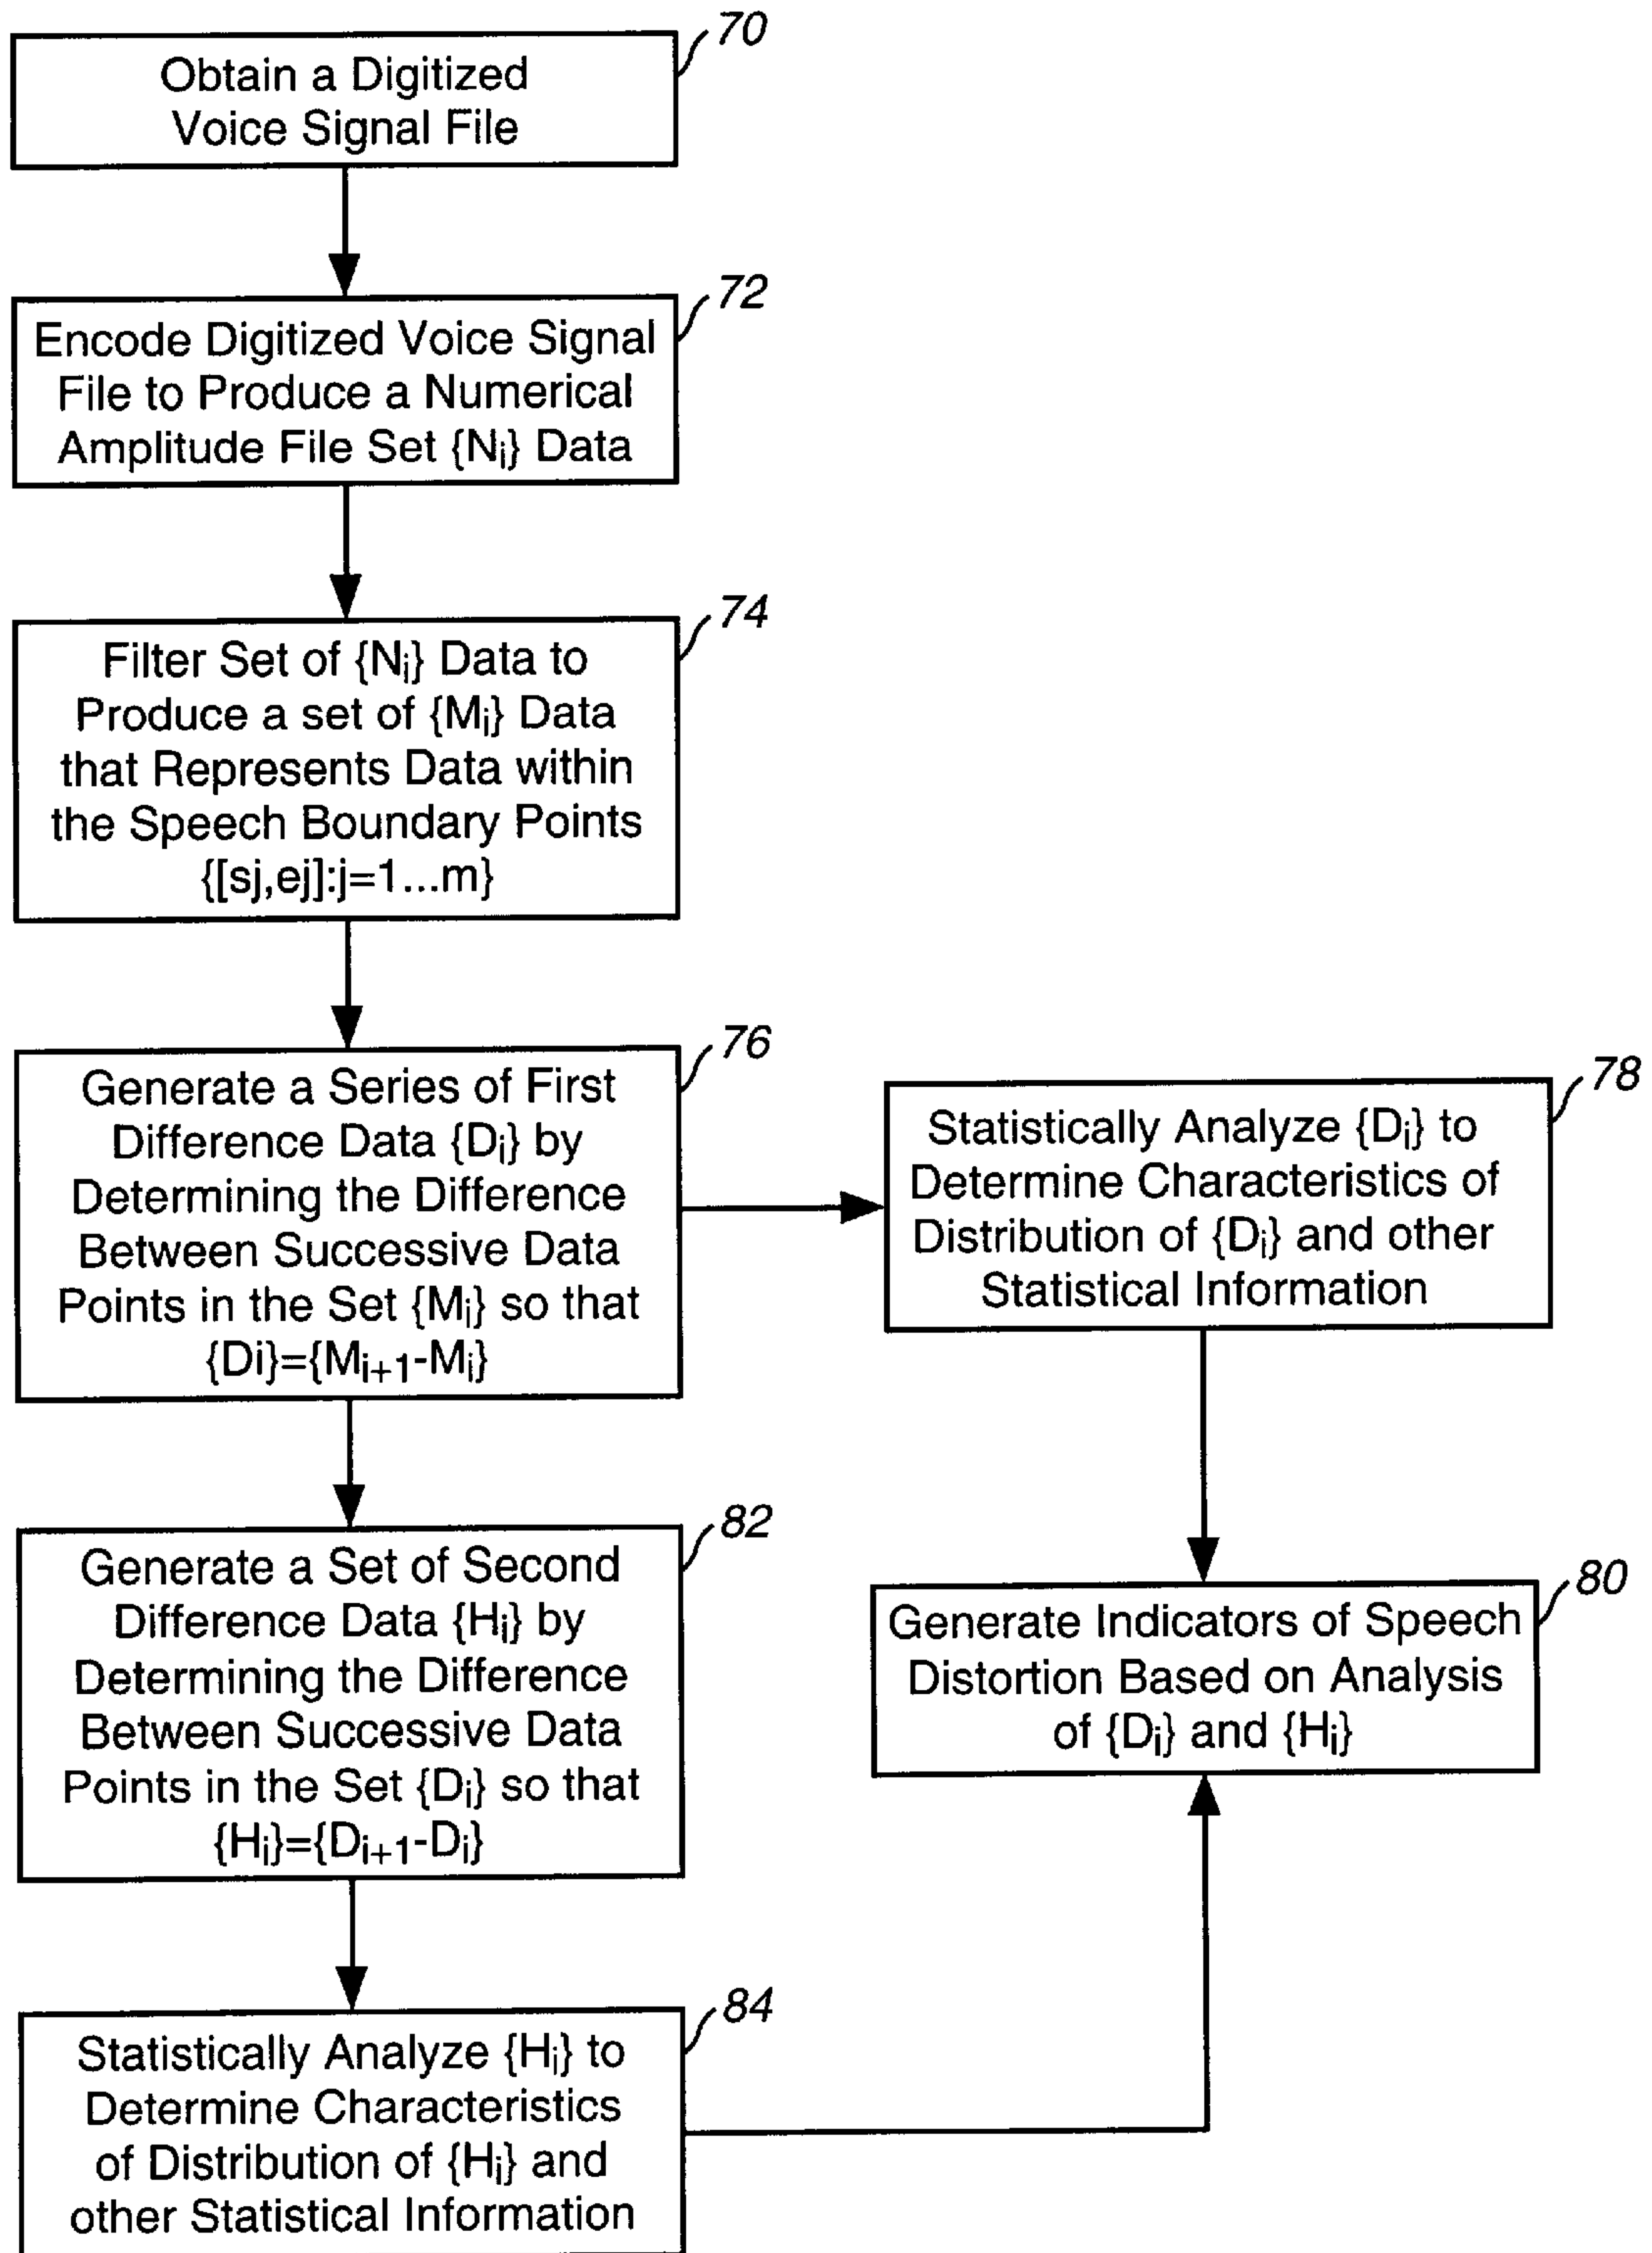 70
Obtain a Digitized
Voice Signal File
72
Encode Digitized Voice Signal
File to Produce a Numerical
Amplitude File Set {Ni} Data
74
Filter Set of {Ni} Data to
Produce a set of {Mi} Data
that Represents Data within
the Speech Boundary Points
{[sj,ej]:j=1...m}
76
Generate a Series of First
Difference Data {Di} by
Determining the Difference
Between Successive Data
Points in the Set {Mi} so that
{Di}={Mi+1-Mi}
78
Statistically Analyze {Di} to
Determine Characteristics of
Distribution of {Di} and other
Statistical Information
82
Generate a Set of Second
Difference Data {Hi} by
Determining the Difference
Between Successive Data
Points in the Set {Di} so that
{Hi}={Di+1-Di}
80
Generate Indicators of Speech
Distortion Based on Analysis
of {Di} and {Hi}
84
Statistically Analyze {Hi} to
Determine Characteristics
of Distribution of {Hi} and
other Statistical Information